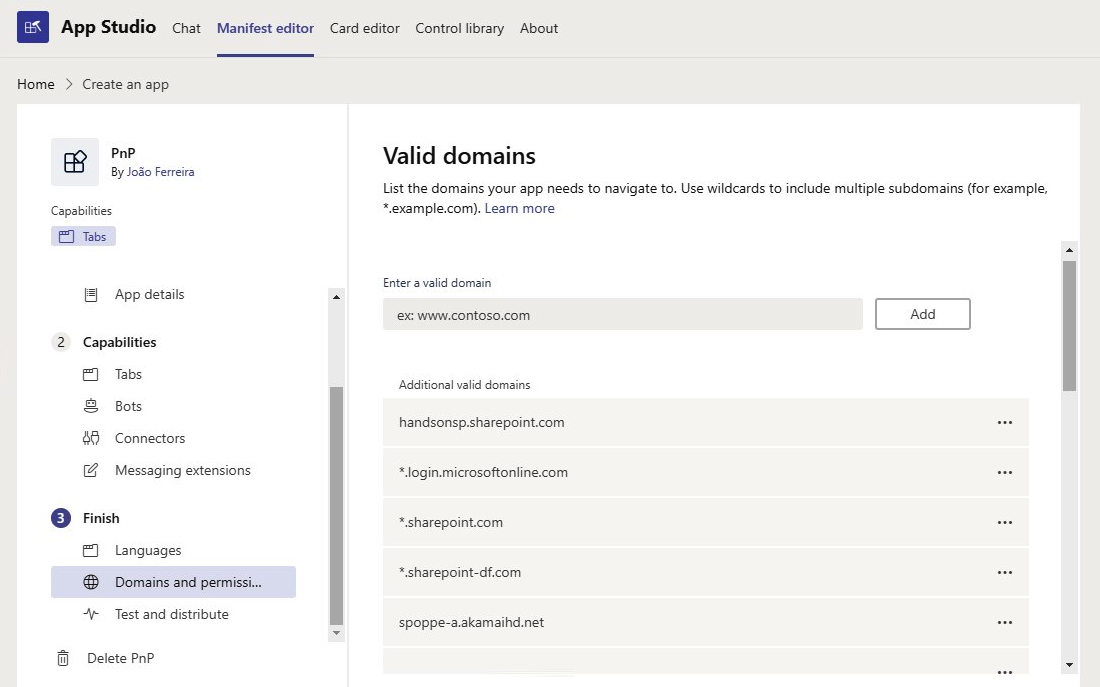 App Studio
Chat
Manifest editor
Card editor
Control library
About
Home
Create an app
PnP
By João Ferreira
Capabilities
Tabs
App details
2
Capabilities
Tabs
Bots
Connectors
Messaging extensions
3
Finish
Languages
Domains and permissi...
Test and distribute
Delete PnP
Valid domains
List the domains your app needs to navigate to. Use wildcards to include multiple subdomains (for example,
*.example.com). Learn more
Enter a valid domain
ex: www.contoso.com
Add
Additional valid domains
handsonsp.sharepoint.com
*.login.microsoftonline.com
*.sharepoint.com
*.sharepoint-df.com
spoppe-a.akamaihd.net